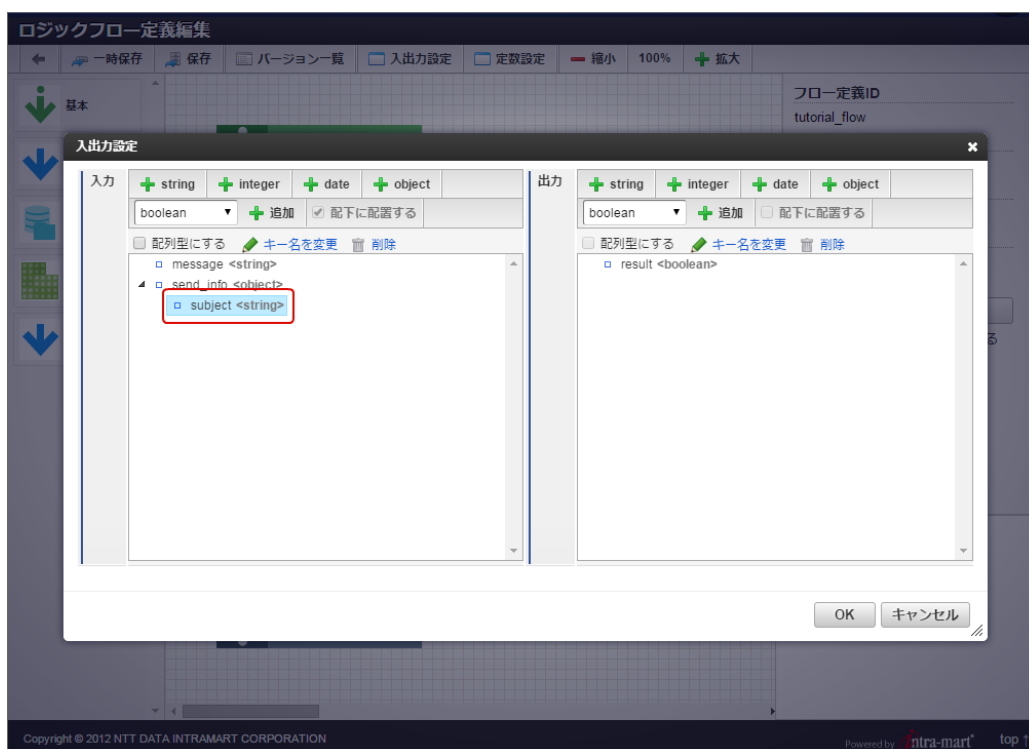 ロジックフロー定義編集
一時保存 保存 バージョン一覧 入出力設定 定数設定 縮小 100% 拡大
基本
フロー定義ID
tutorial_flow
入出力設定
入力
string integer date object
boolean 追加 配下に配置する
配列型にする キー名を変更 削除
message <string>
send_info <object>
subject <string>
出力
string integer date object
boolean 追加 配下に配置する
配列型にする キー名を変更 削除
result <boolean>
る
OK キャンセル
Copyright © 2012 NTT DATA INTRAMART CORPORATION
Powered by intra-mart top ↑